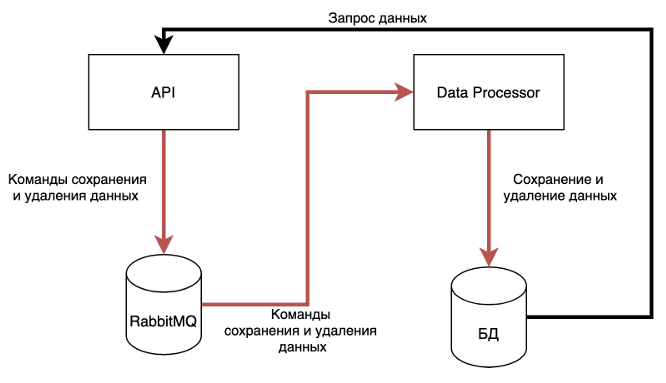 Запрос данных
API
Data Processor
Команды сохранения
и удаления данных
Сохранение и
удаление данных
RabbitMQ
Команды
сохранения и удаления
данных
БД